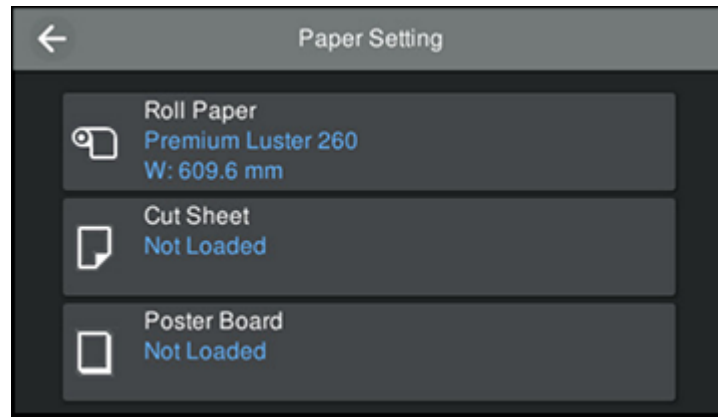 Paper Setting
Roll Paper
Premium Luster 260
W: 609.6 mm
Cut Sheet
Not Loaded
Poster Board
Not Loaded